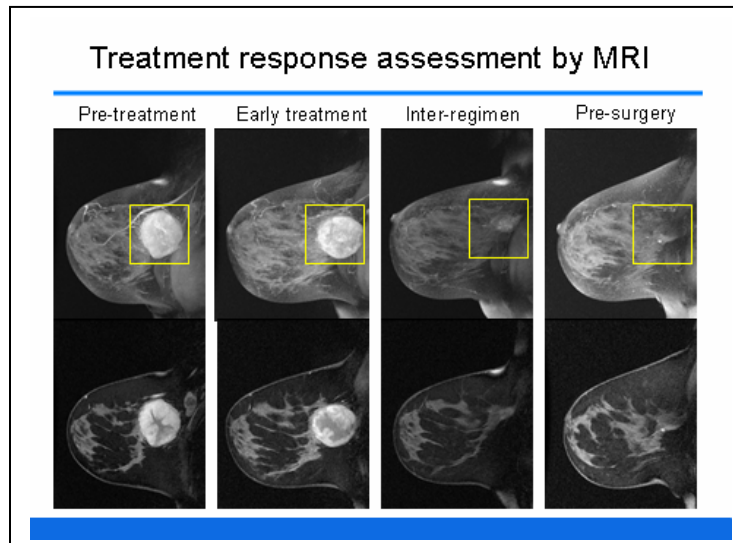 Treatment response assessment by MRI
Pre-treatment
Early treatment
Inter-regimen
Pre-surgery